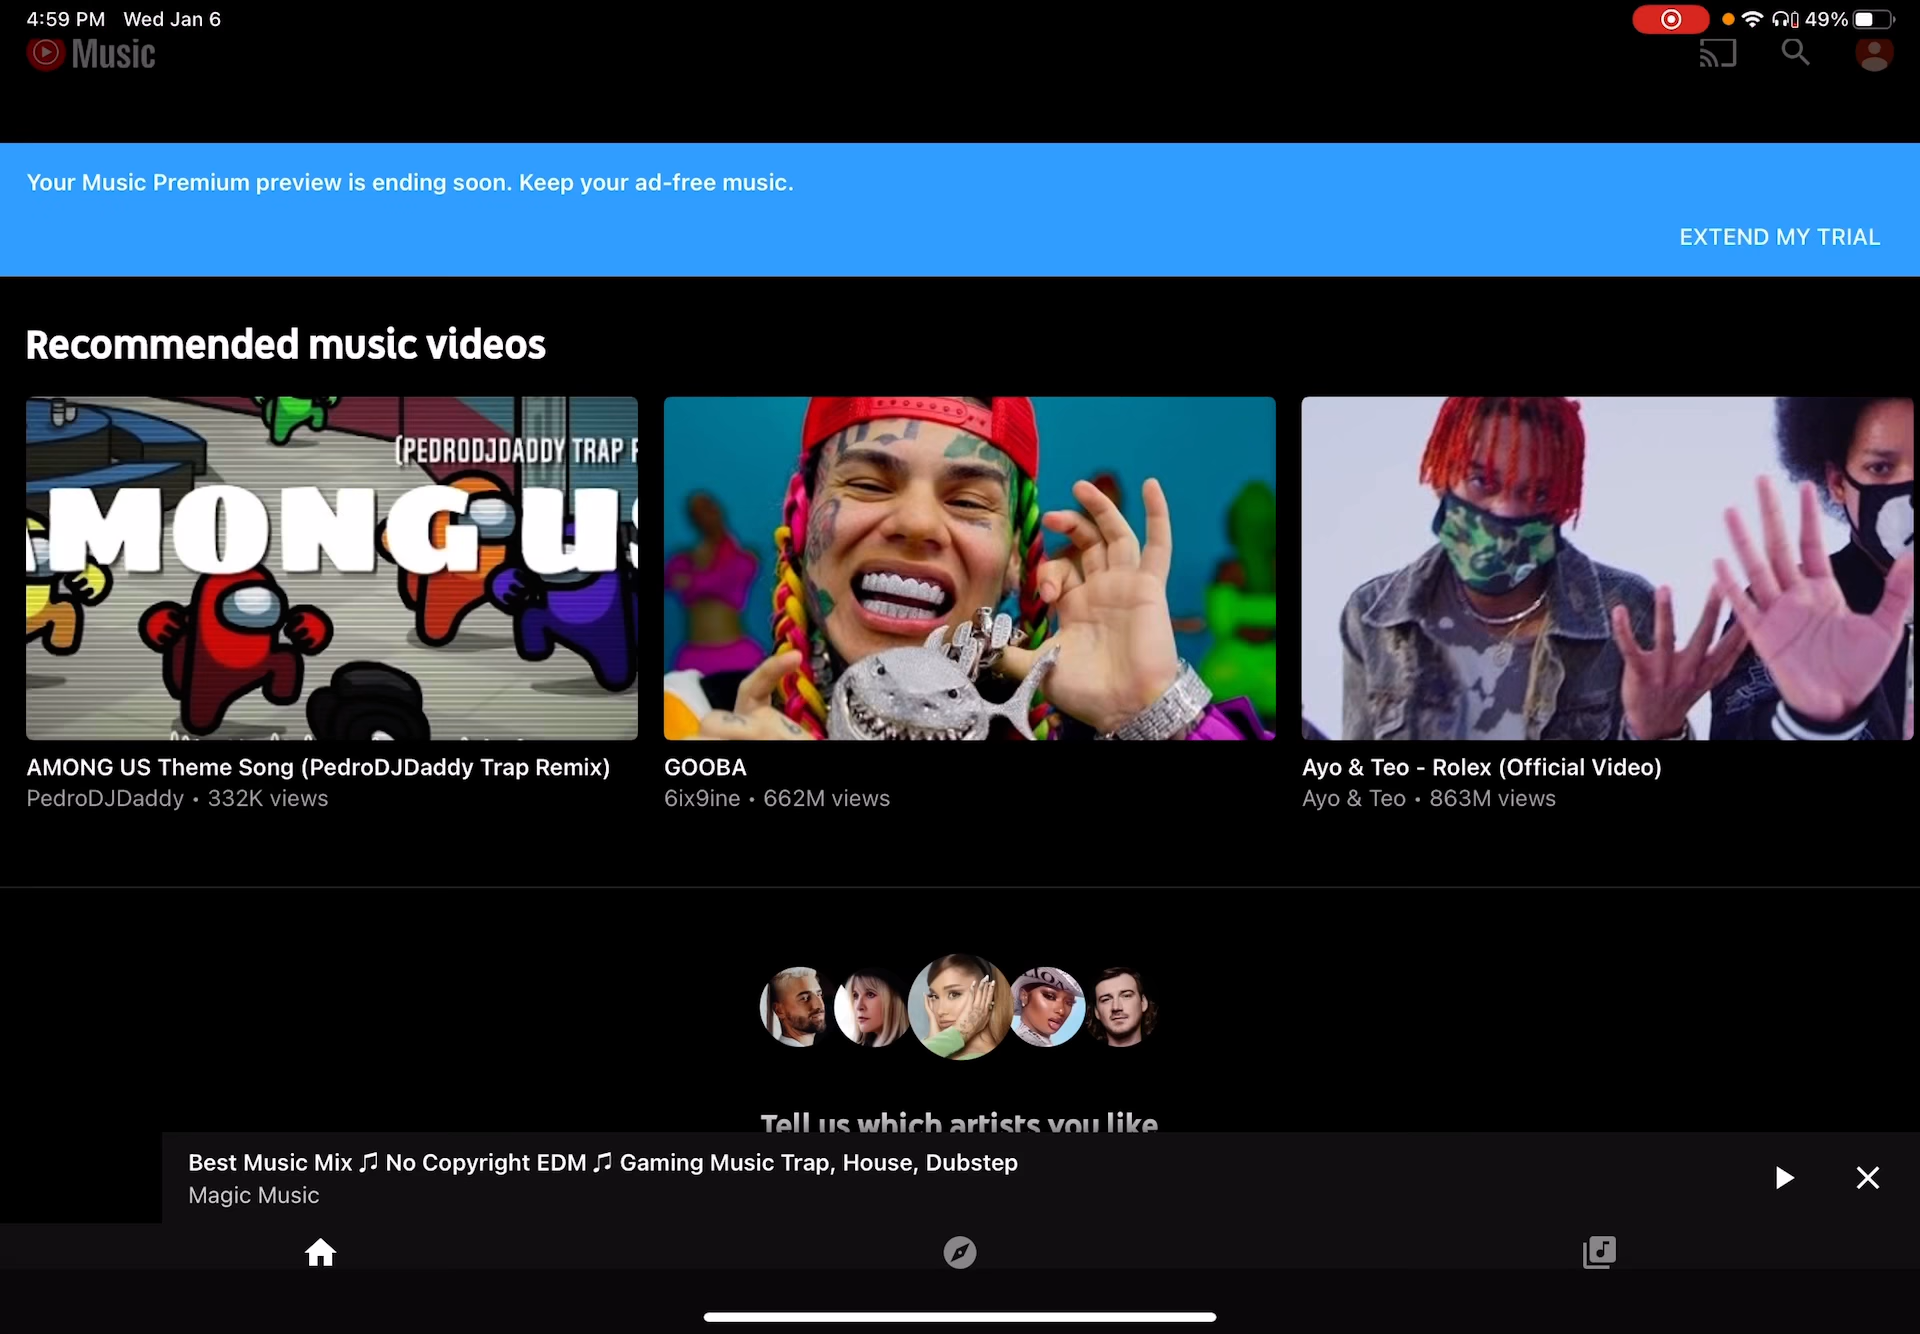 4:59 PM Wed Jan 6
49%
Music
Your Music Premium preview is ending soon. Keep your ad-free music.
EXTEND MY TRIAL
Recommended music videos
(PEDRODJDADDY TRAP
AMONG US
AMONG US Theme Song (PedroDJDaddy Trap Remix)
PedroDJDaddy • 332K views
GOOBA
6ix9ine • 662M views
Ayo & Teo - Rolex (Official Video)
Ayo & Teo • 863M views
Tell us which artists you like
Best Music Mix 🎵 No Copyright EDM 🎵 Gaming Music Trap, House, Dubstep
Magic Music